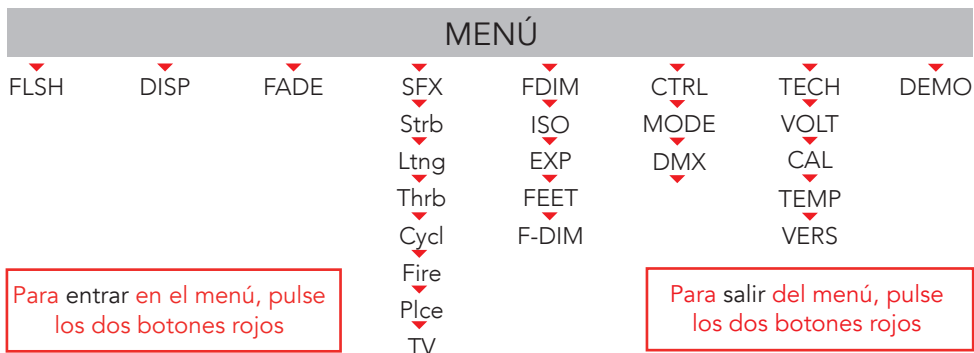 MENÚ
FLSH DISP FADE SFX FDIM CTRL TECH DEMO
Strb ISO MODE VOLT
Ltng EXP DMX CAL
Thrb FEET TEMP
Cycl F-DIM VERS
Fire
Plce
TV
Para entrar en el menú, pulse
los dos botones rojos
Para salir del menú, pulse
los dos botones rojos